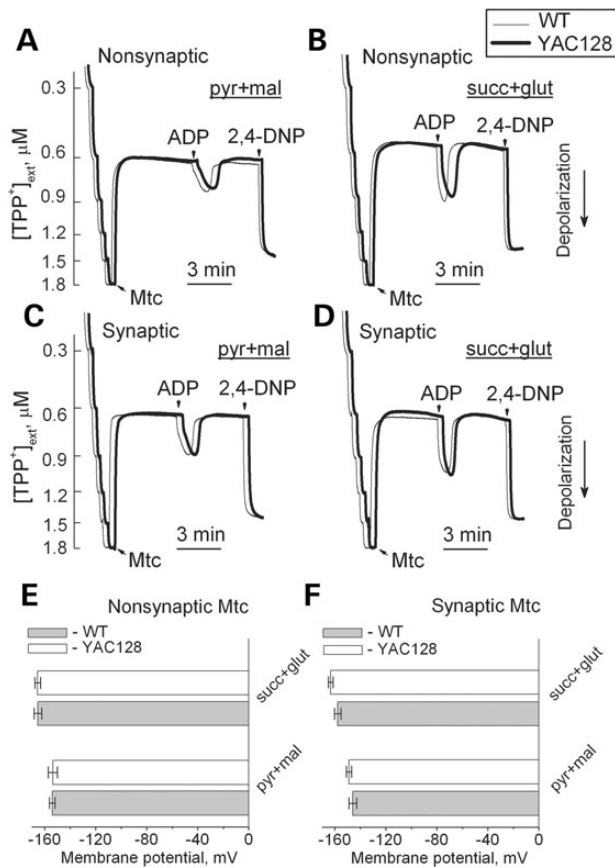 WT
YAC128
A
Nonsynaptic
pyr+mal
ADP
2,4-DNP
0.3
0.6
0.9
1.2
1.5
1.8
[TPP+]ext, µM
3 min
Mtc
B
Nonsynaptic
succ+glut
ADP
2,4-DNP
3 min
Mtc
Depolarization
C
Synaptic
pyr+mal
ADP
2,4-DNP
0.3
0.6
0.9
1.2
1.5
1.8
[TPP+]ext, µM
3 min
Mtc
D
Synaptic
succ+glut
ADP
2,4-DNP
3 min
Mtc
Depolarization
E
Nonsynaptic Mtc
- WT
- YAC128
succ+glut
pyr+mal
-160 -120 -80 -40 0
Membrane potential, mV
F
Synaptic Mtc
- WT
- YAC128
succ+glut
pyr+mal
-160 -120 -80 -40 0
Membrane potential, mV